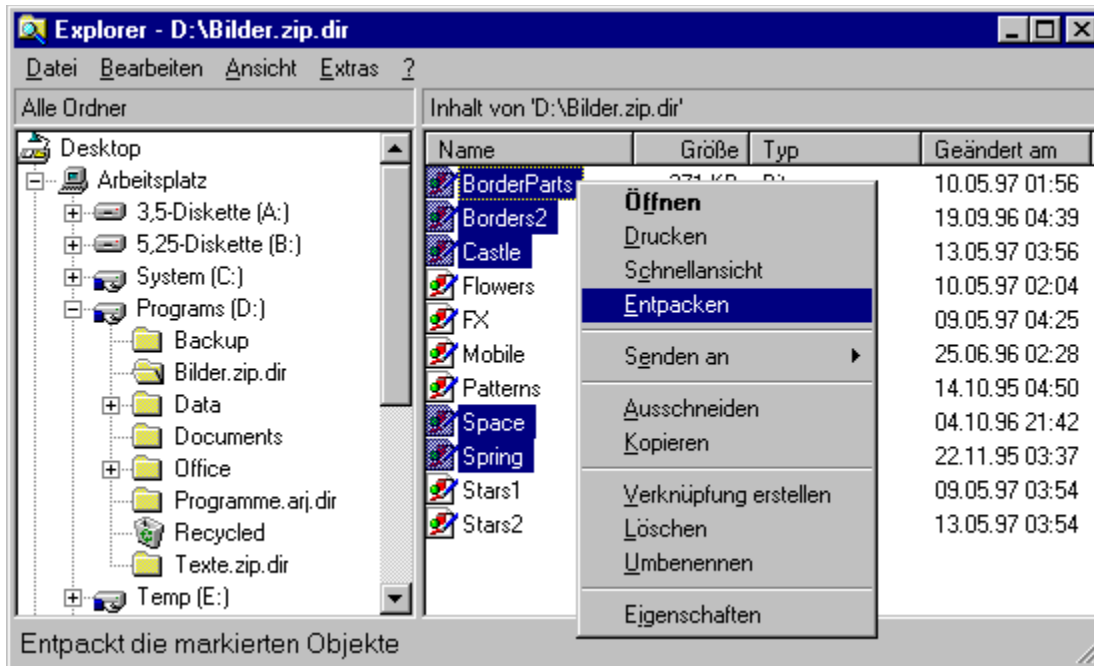 Explorer - D:\Bilder.zip.dir
Datei Bearbeiten Ansicht Extras ?
Alle Ordner
Inhalt von 'D:\Bilder.zip.dir'
Desktop
Arbeitsplatz
3,5-Diskette (A:)
5,25-Diskette (B:)
System (C:)
Programs (D:)
Backup
Bilder.zip.dir
Data
Documents
Office
Programme.arj.dir
Recycled
Texte.zip.dir
Temp (E:)
Name Größe Typ Geändert am
BorderParts 10.05.97 01:56
Borders2 19.09.96 04:39
Castle 13.05.97 03:56
Flowers 10.05.97 02:04
FX 09.05.97 04:25
Mobile 25.06.96 02:28
Patterns 14.10.95 04:50
Space 04.10.96 21:42
Spring 22.11.95 03:37
Stars1 09.05.97 03:54
Stars2 13.05.97 03:54
Öffnen
Drucken
Schnellansicht
Entpacken
Senden an
Ausschneiden
Kopieren
Verknüpfung erstellen
Löschen
Umbenennen
Eigenschaften
Entpackt die markierten Objekte